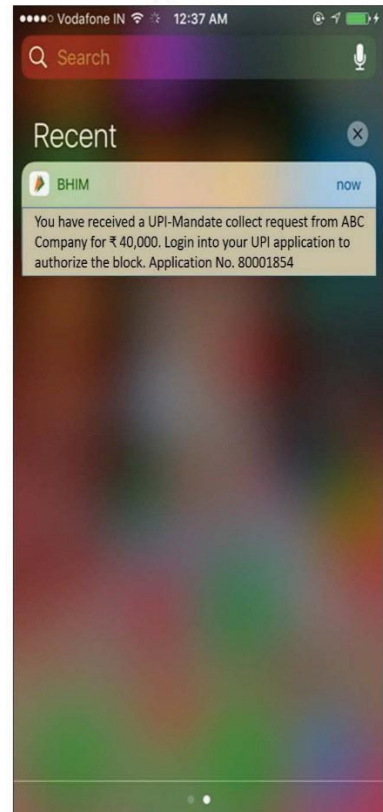 Vodafone IN 12:37 AM
Search
Recent
BHIM now
You have received a UPI-Mandate collect request from ABC
Company for ₹ 40,000. Login into your UPI application to
authorize the block. Application No. 80001854